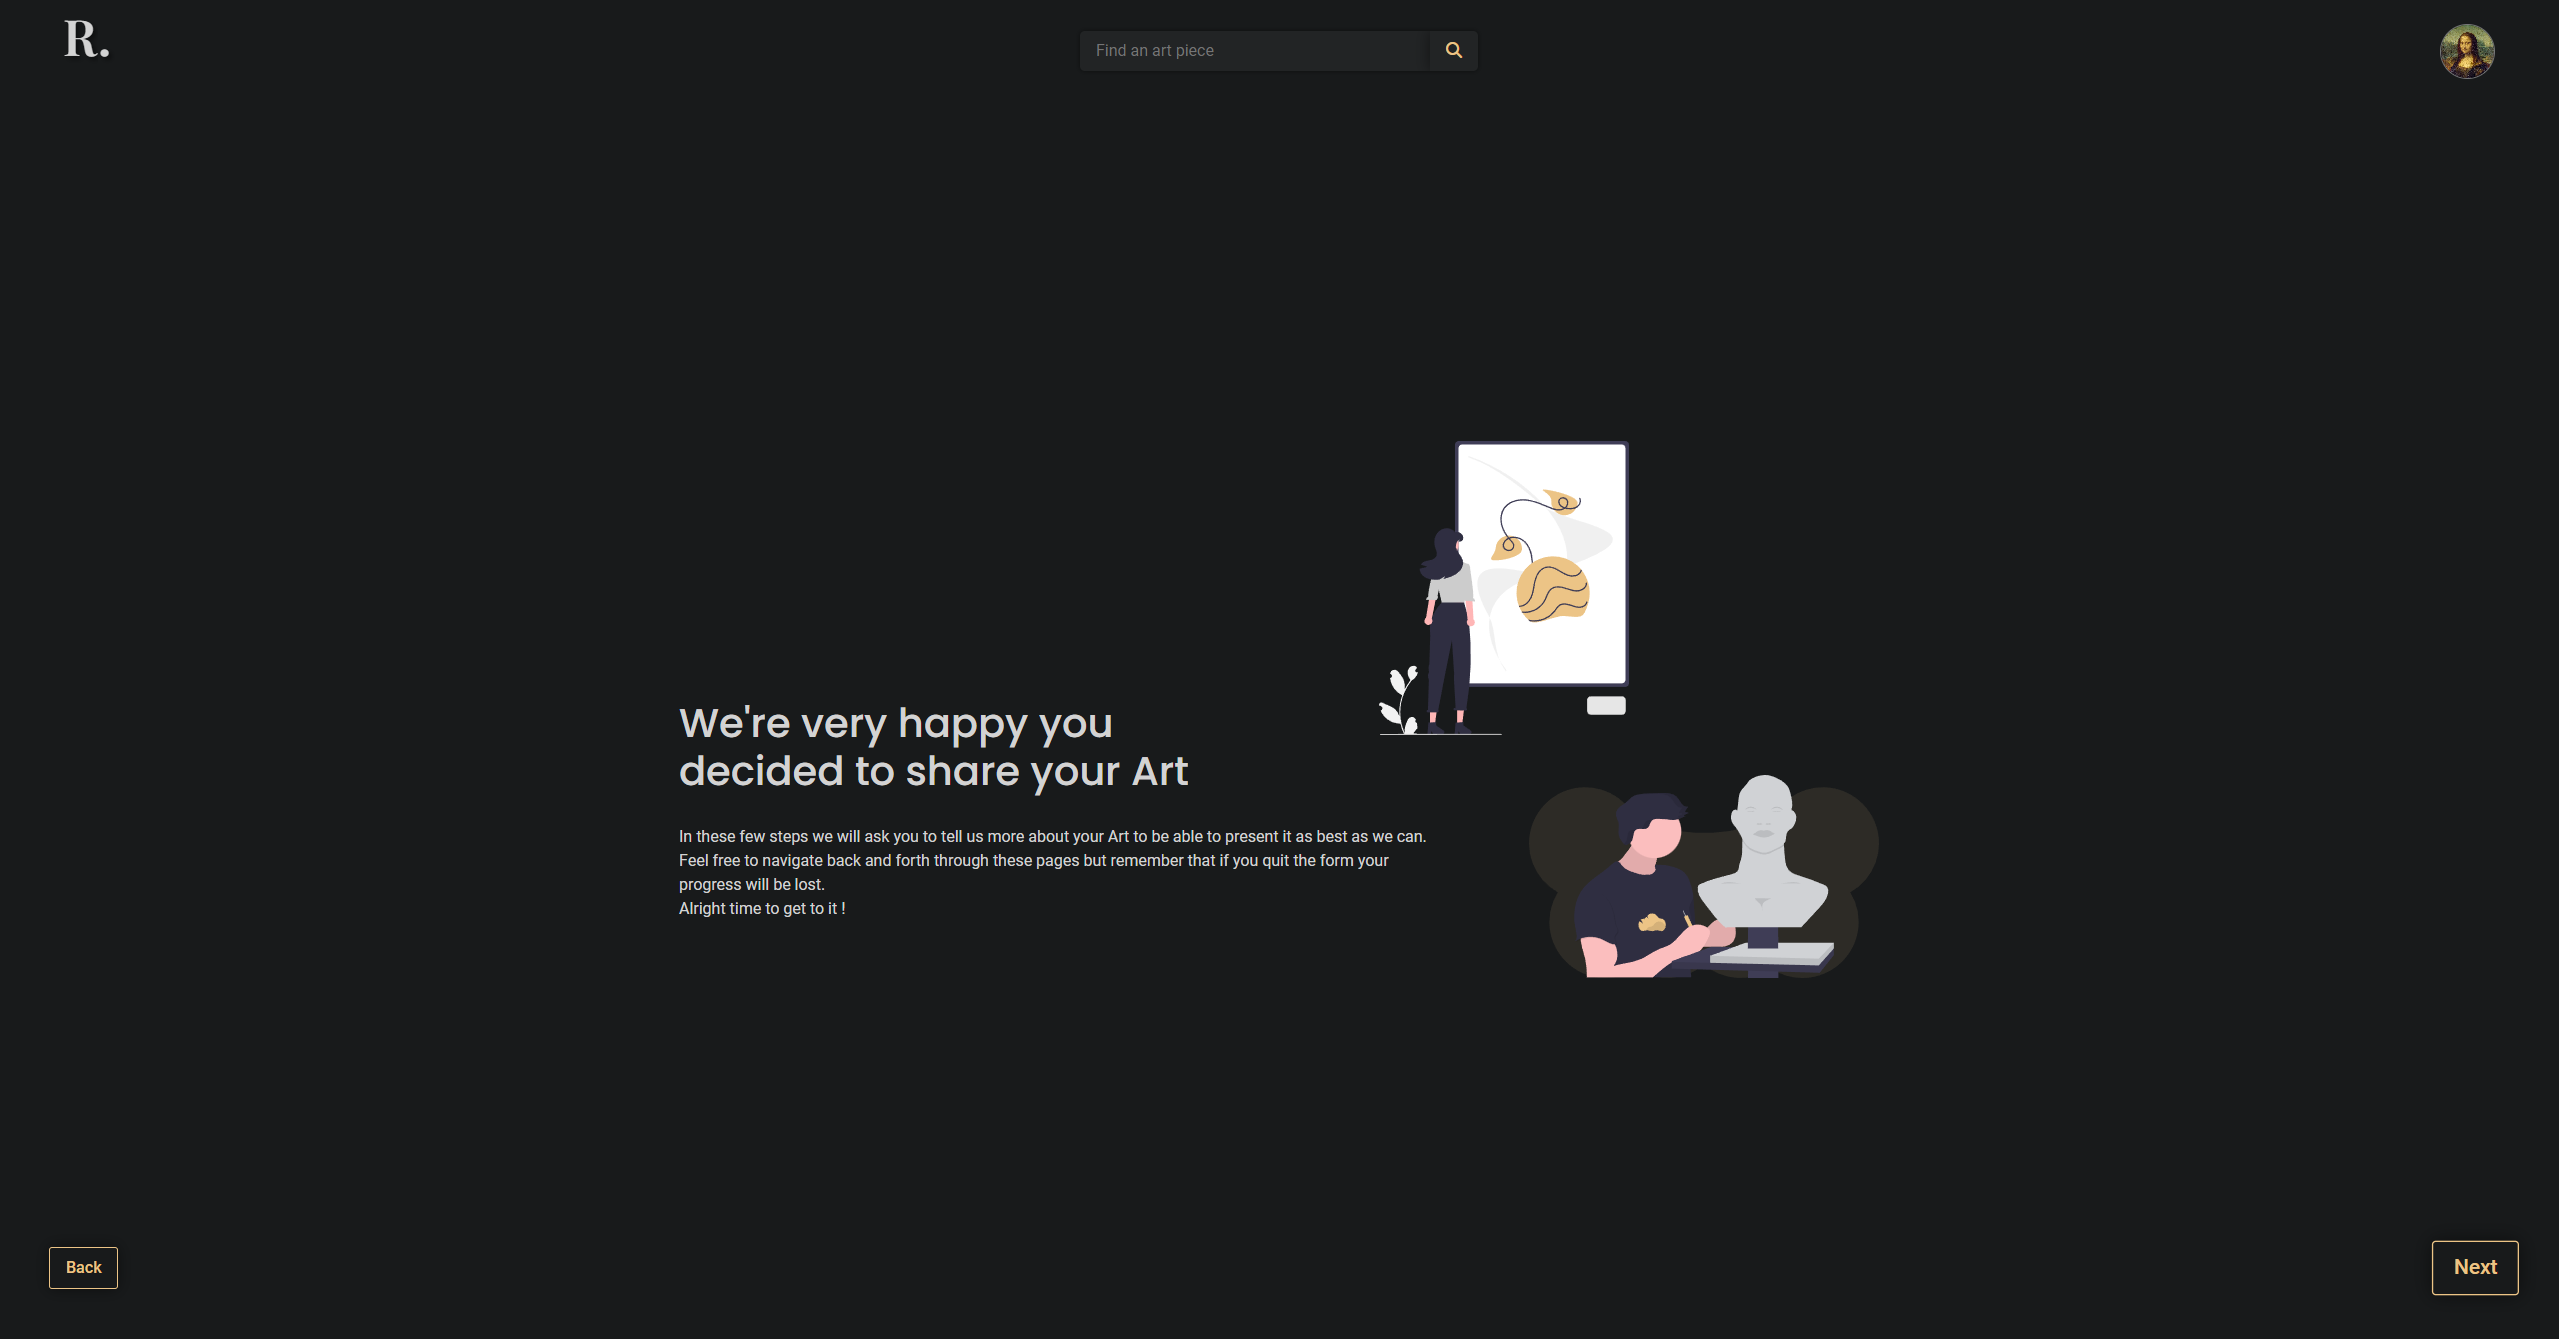 R.
Find an art piece
We're very happy you
decided to share your Art
In these few steps we will ask you to tell us more about your Art to be able to present it as best as we can.
Feel free to navigate back and forth through these pages but remember that if you quit the form your
progress will be lost.
Alright time to get to it !
Back
Next